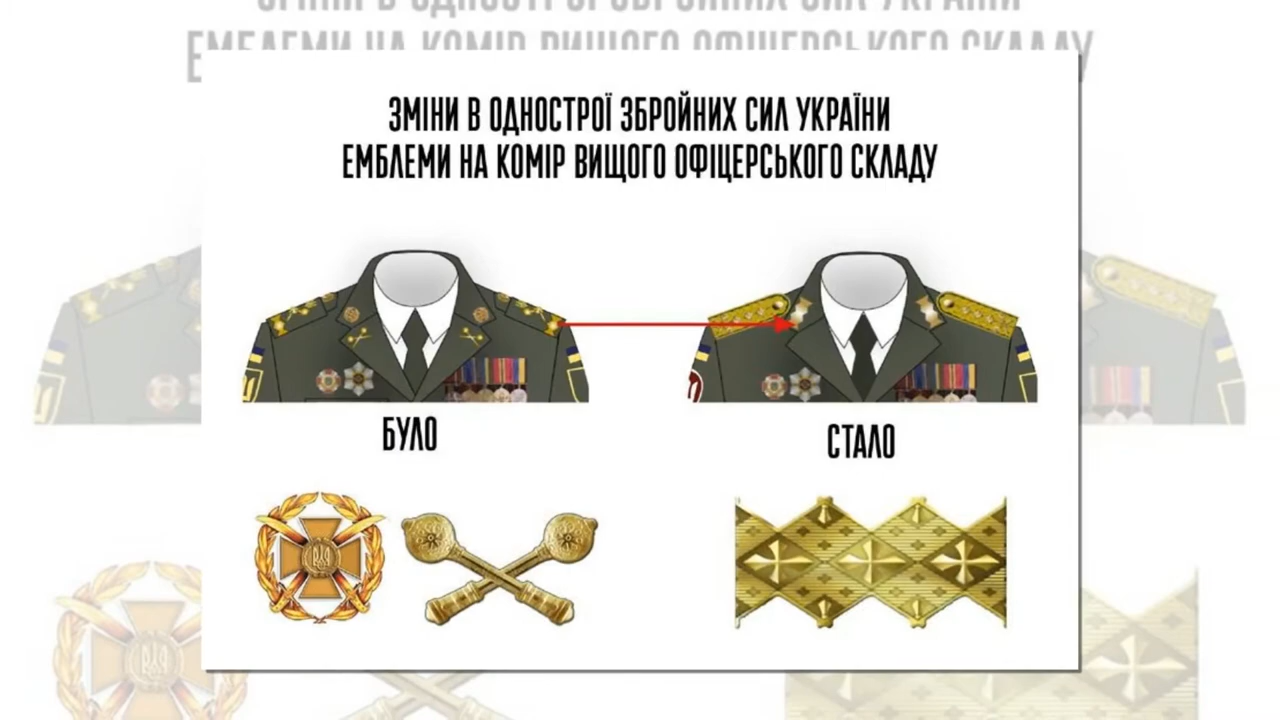 ЗМІНИ В ОДНОСТРОЇ ЗБРОЙНИХ СИЛ УКРАЇНИ
ЕМБЛЕМИ НА КОМІР ВИЩОГО ОФІЦЕРСЬКОГО СКЛАДУ
БУЛО
СТАЛО